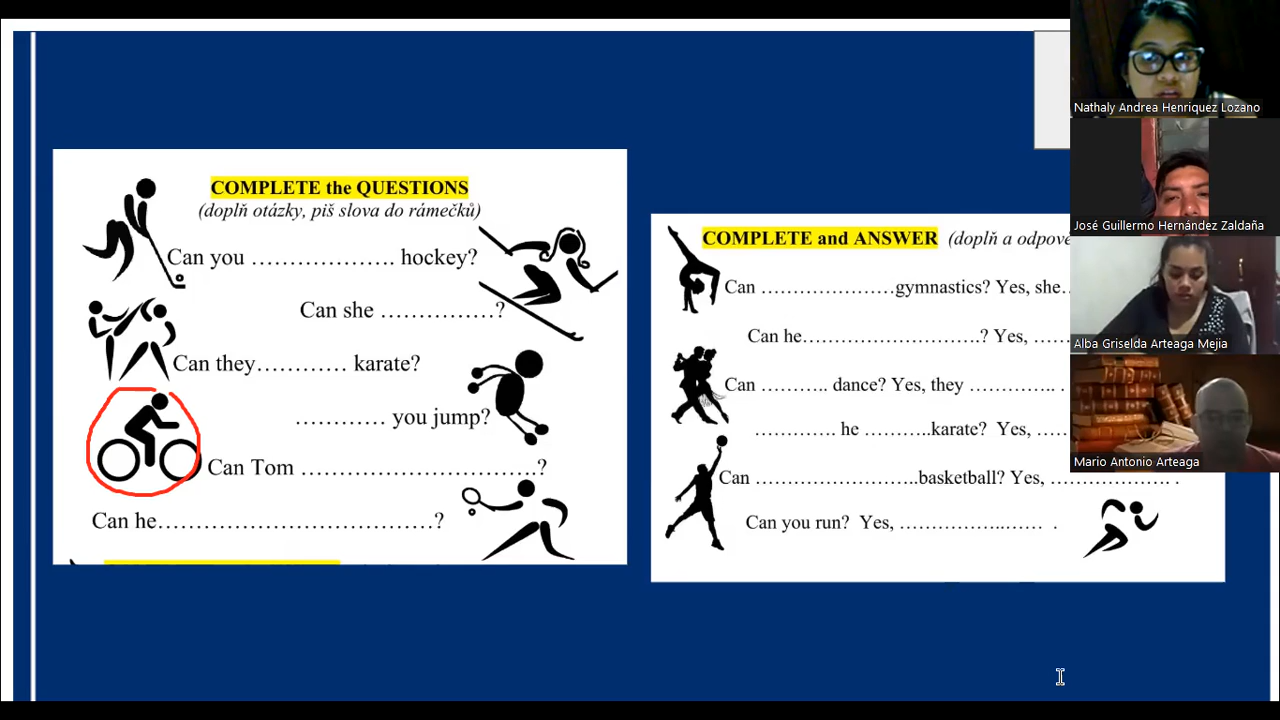 COMPLETE the QUESTIONS
(doplň otázky, piš slova do rámečků)
Can you ………………. hockey?
Can she ……………?
Can they………… karate?
………… you jump?
Can Tom ………………………….?
Can he………………………………?
COMPLETE and ANSWER (doplň a odpově
Can …………………gymnastics? Yes, she…
Can he……………………….? Yes, ……
Can ……….. dance? Yes, they ………….. .
…………. he ……….karate? Yes, ……
Can …………………….basketball? Yes, ………………. .
Can you run? Yes, ……………..…… .
Nathaly Andrea Henriquez Lozano
José Guillermo Hernández Zaldaña
Alba Griselda Arteaga Mejia
Mario Antonio Arteaga